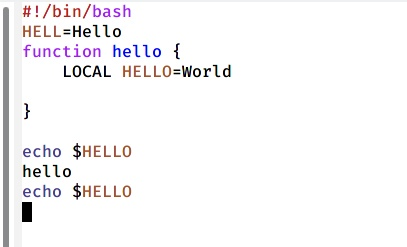 #!/bin/bash
HELL=Hello
function hello {
    LOCAL HELLO=World
}
echo $HELLO
hello
echo $HELLO